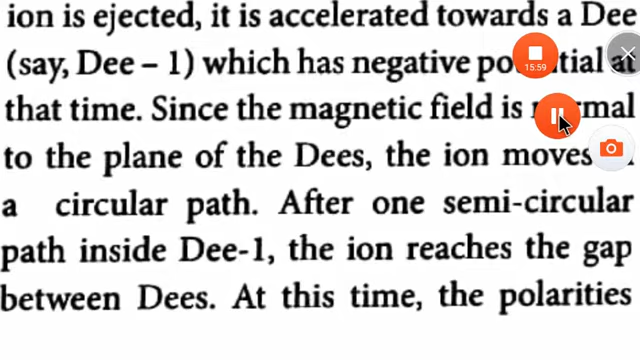 ion is ejected, it is accelerated towards a Dee
(say, Dee – 1) which has negative potential at
that time. Since the magnetic field is normal
to the plane of the Dees, the ion moves
a circular path. After one semi-circular
path inside Dee-1, the ion reaches the gap
between Dees. At this time, the polarities
15:59